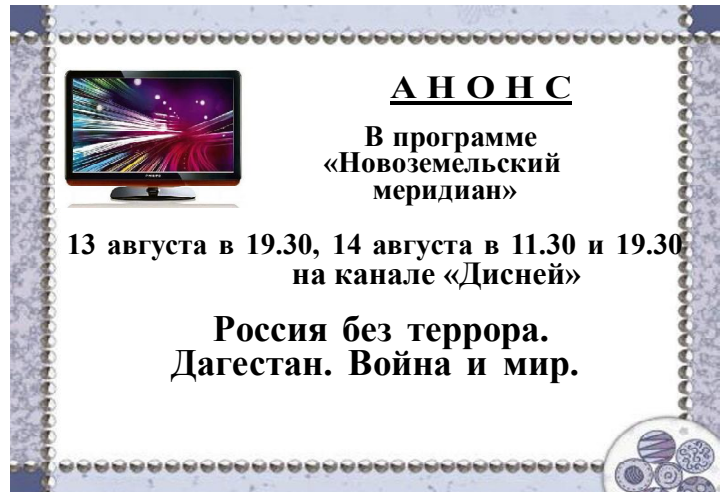 А Н О Н С
В программе
«Новоземельский
меридиан»
13 августа в 19.30, 14 августа в 11.30 и 19.30
на канале «Дисней»
Россия без террора.
Дагестан. Война и мир.